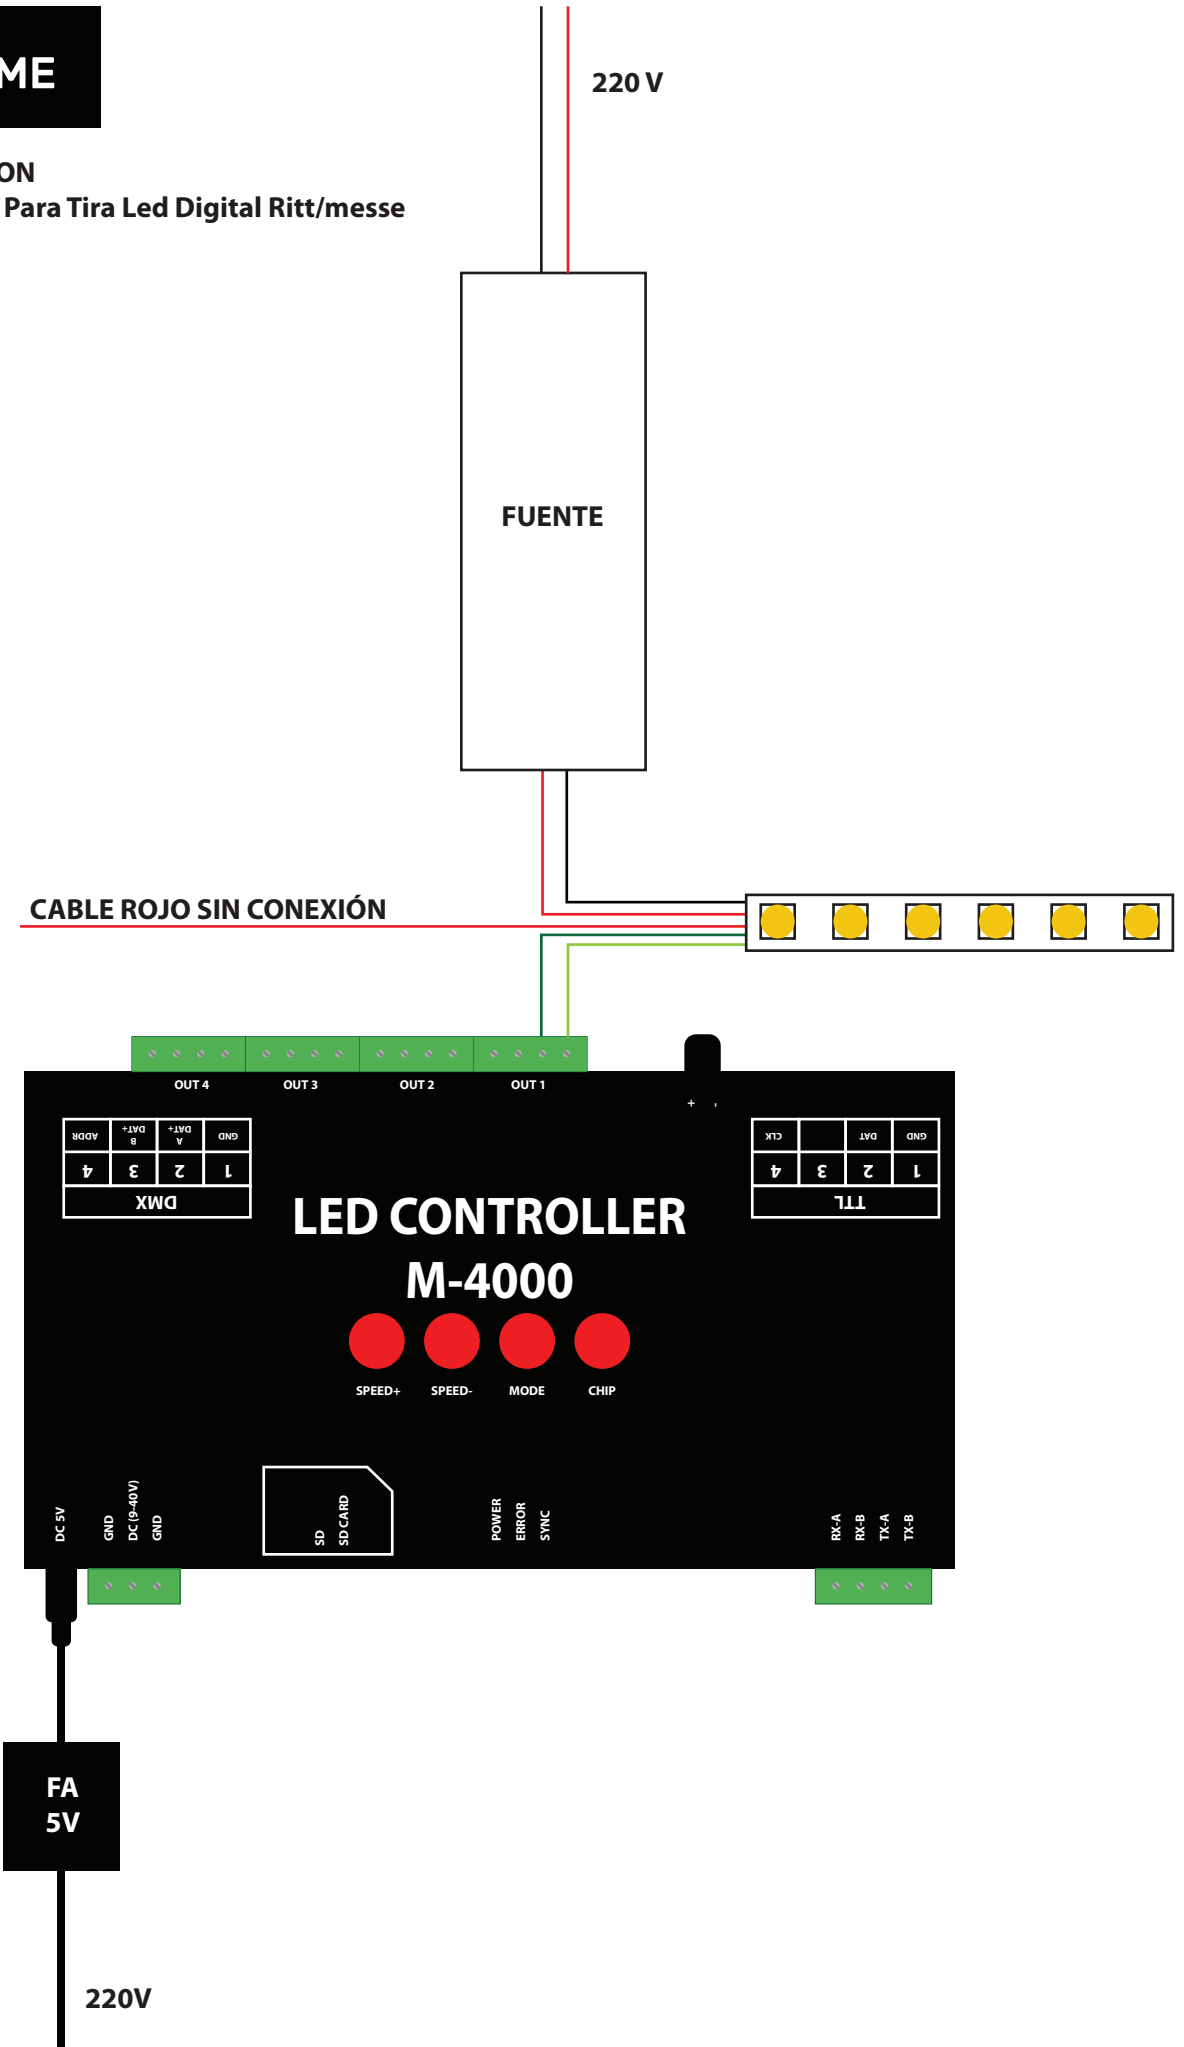 ME
220 V
ON
Para Tira Led Digital Ritt/messe
FUENTE
CABLE ROJO SIN CONEXIÓN
OUT 4
OUT 3
OUT 2
OUT 1
+ -
ADDR
DAT+ B
DAT+ A
GND
4
3
2
1
DMX
CLK
DAT
GND
4
3
2
1
TTL
LED CONTROLLER
M-4000
SPEED+
SPEED-
MODE
CHIP
DC 5V
GND
DC (9-40V)
GND
SD
SD CARD
POWER
ERROR
SYNC
RX-A
RX-B
TX-A
TX-B
FA
5V
220V